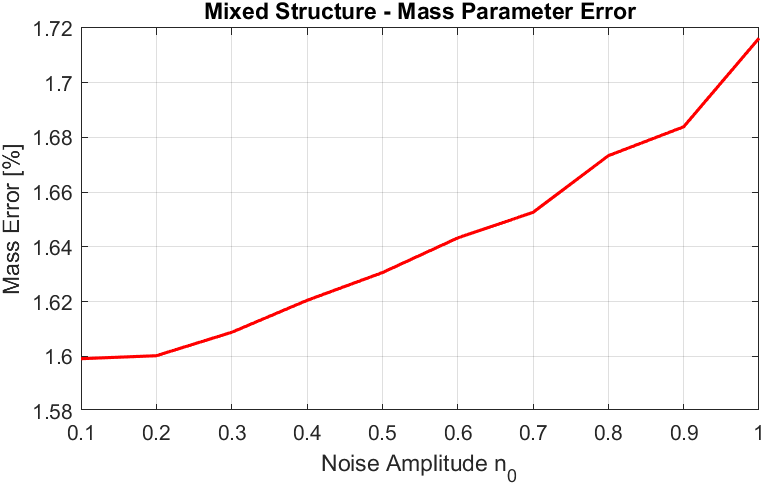 Mixed Structure - Mass Parameter Error
Mass Error [%]
1.72
1.7
1.68
1.66
1.64
1.62
1.6
1.58
0.1 0.2 0.3 0.4 0.5 0.6 0.7 0.8 0.9 1
Noise Amplitude n₀